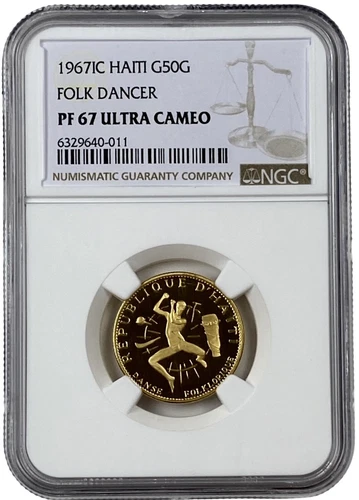 1967IC HAITI G50G
FOLK DANCER
PF 67 ULTRA CAMEO
6329640-011
NUMISMATIC GUARANTY COMPANY
NGC
REPUBLIQUE D'HAITI
DANSE FOLKLORIQUE